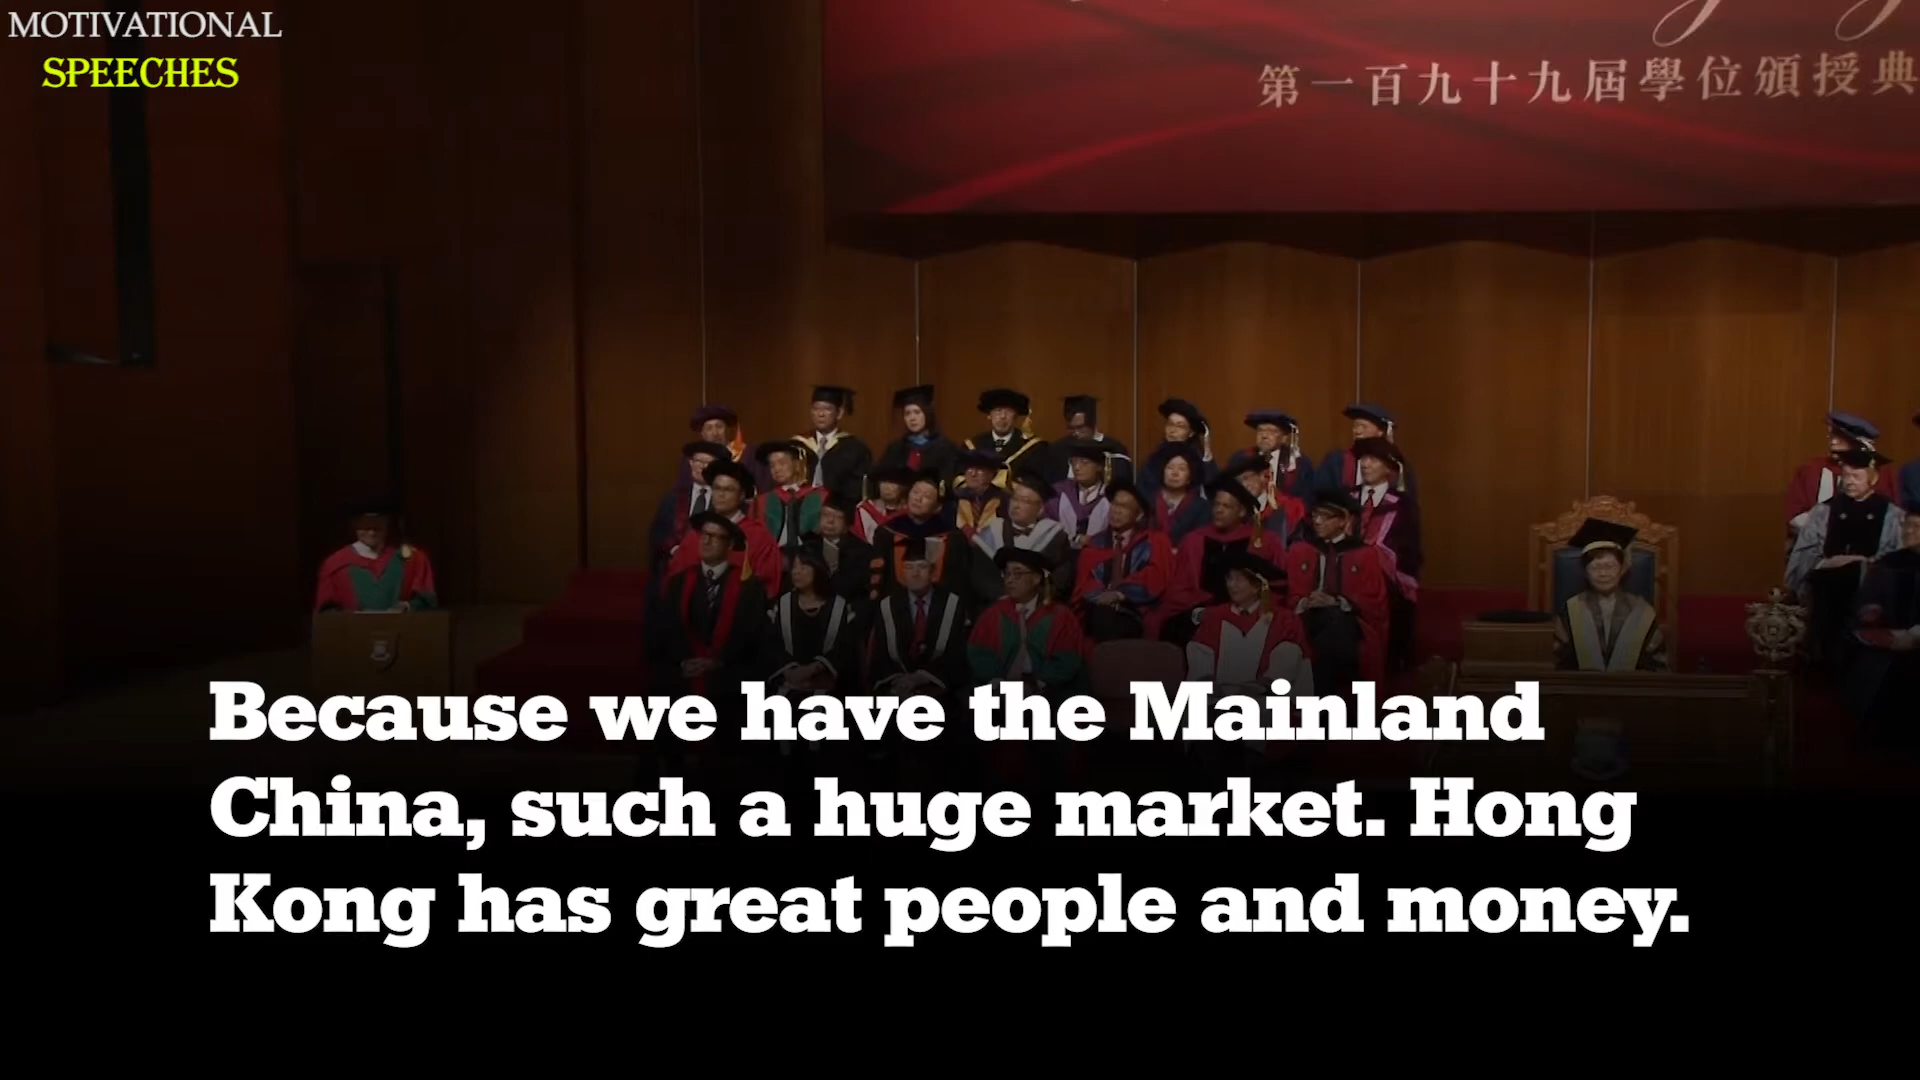 MOTIVATIONAL
SPEECHES
第一百九十九屆學位頒授典
Because we have the Mainland
China, such a huge market. Hong
Kong has great people and money.